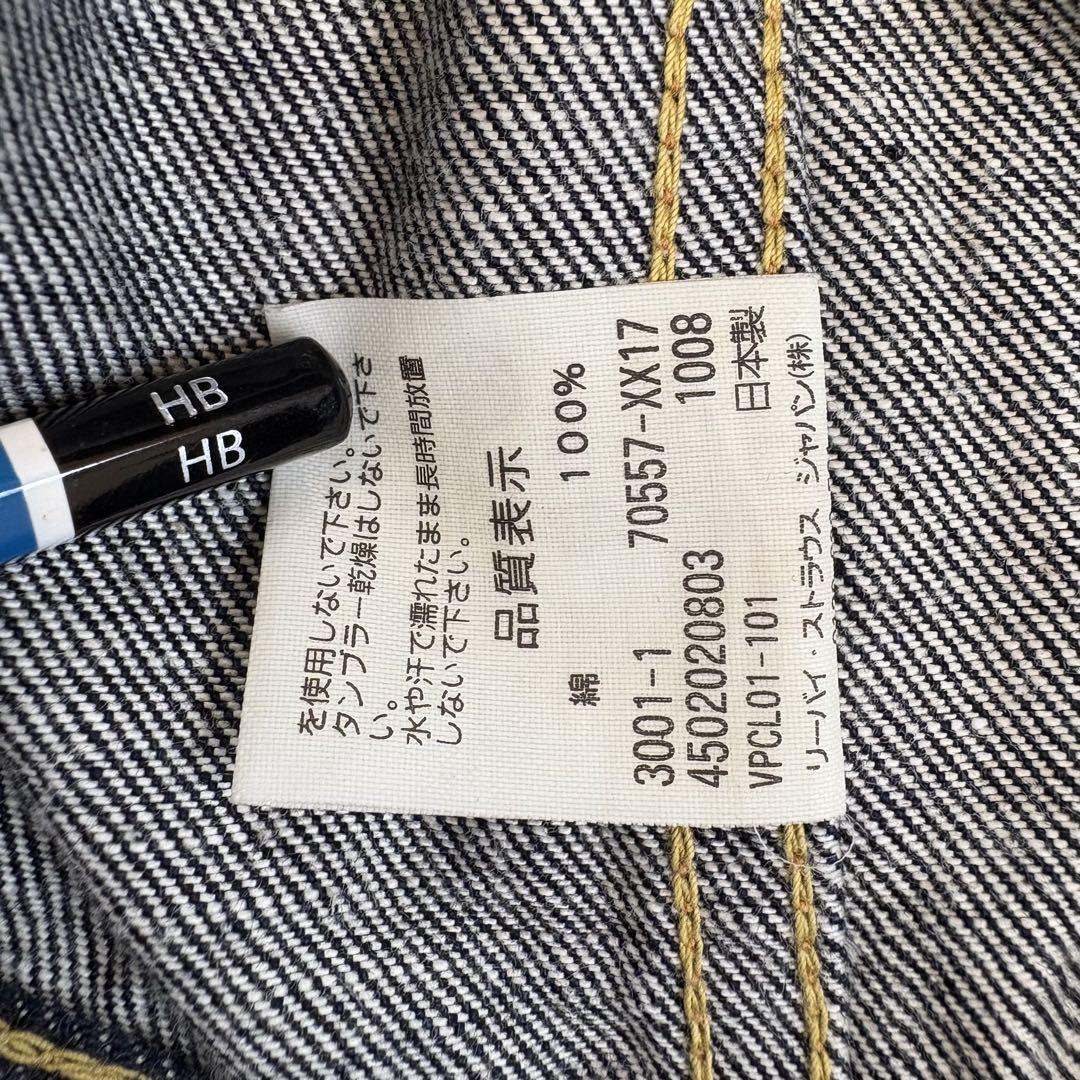 HB
HB
を使用しないで下さい。
タンブラー乾燥はしないで下さ
い。
水や汗で濡れたまま長時間放置
しないで下さい。
品質表示
綿 100%
3001-1 70557-XX17
4502020803 1008
VPCL01-101 日本製
リーバイ・ストラウス ジャパン(株)